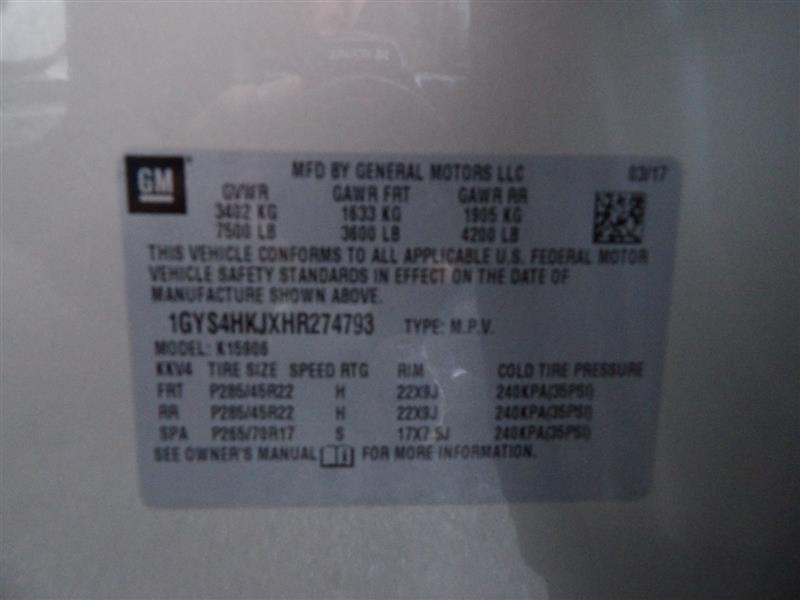 GM
MFD BY GENERAL MOTORS LLC 03/17
GVWR GAWR FRT GAWR RR
3402 KG 1633 KG 1905 KG
7500 LB 3600 LB 4200 LB
THIS VEHICLE CONFORMS TO ALL APPLICABLE U.S. FEDERAL MOTOR
VEHICLE SAFETY STANDARDS IN EFFECT ON THE DATE OF
MANUFACTURE SHOWN ABOVE.
1GYS4HKJXHR274793 TYPE: M.P.V.
MODEL: K15906
KKV4 TIRE SIZE SPEED RTG RIM COLD TIRE PRESSURE
FRT P285/45R22 H 22X9J 240KPA(35PSI)
RR P285/45R22 H 22X9J 240KPA(35PSI)
SPA P265/70R17 S 17X7.5J 240KPA(35PSI)
SEE OWNER'S MANUAL FOR MORE INFORMATION.